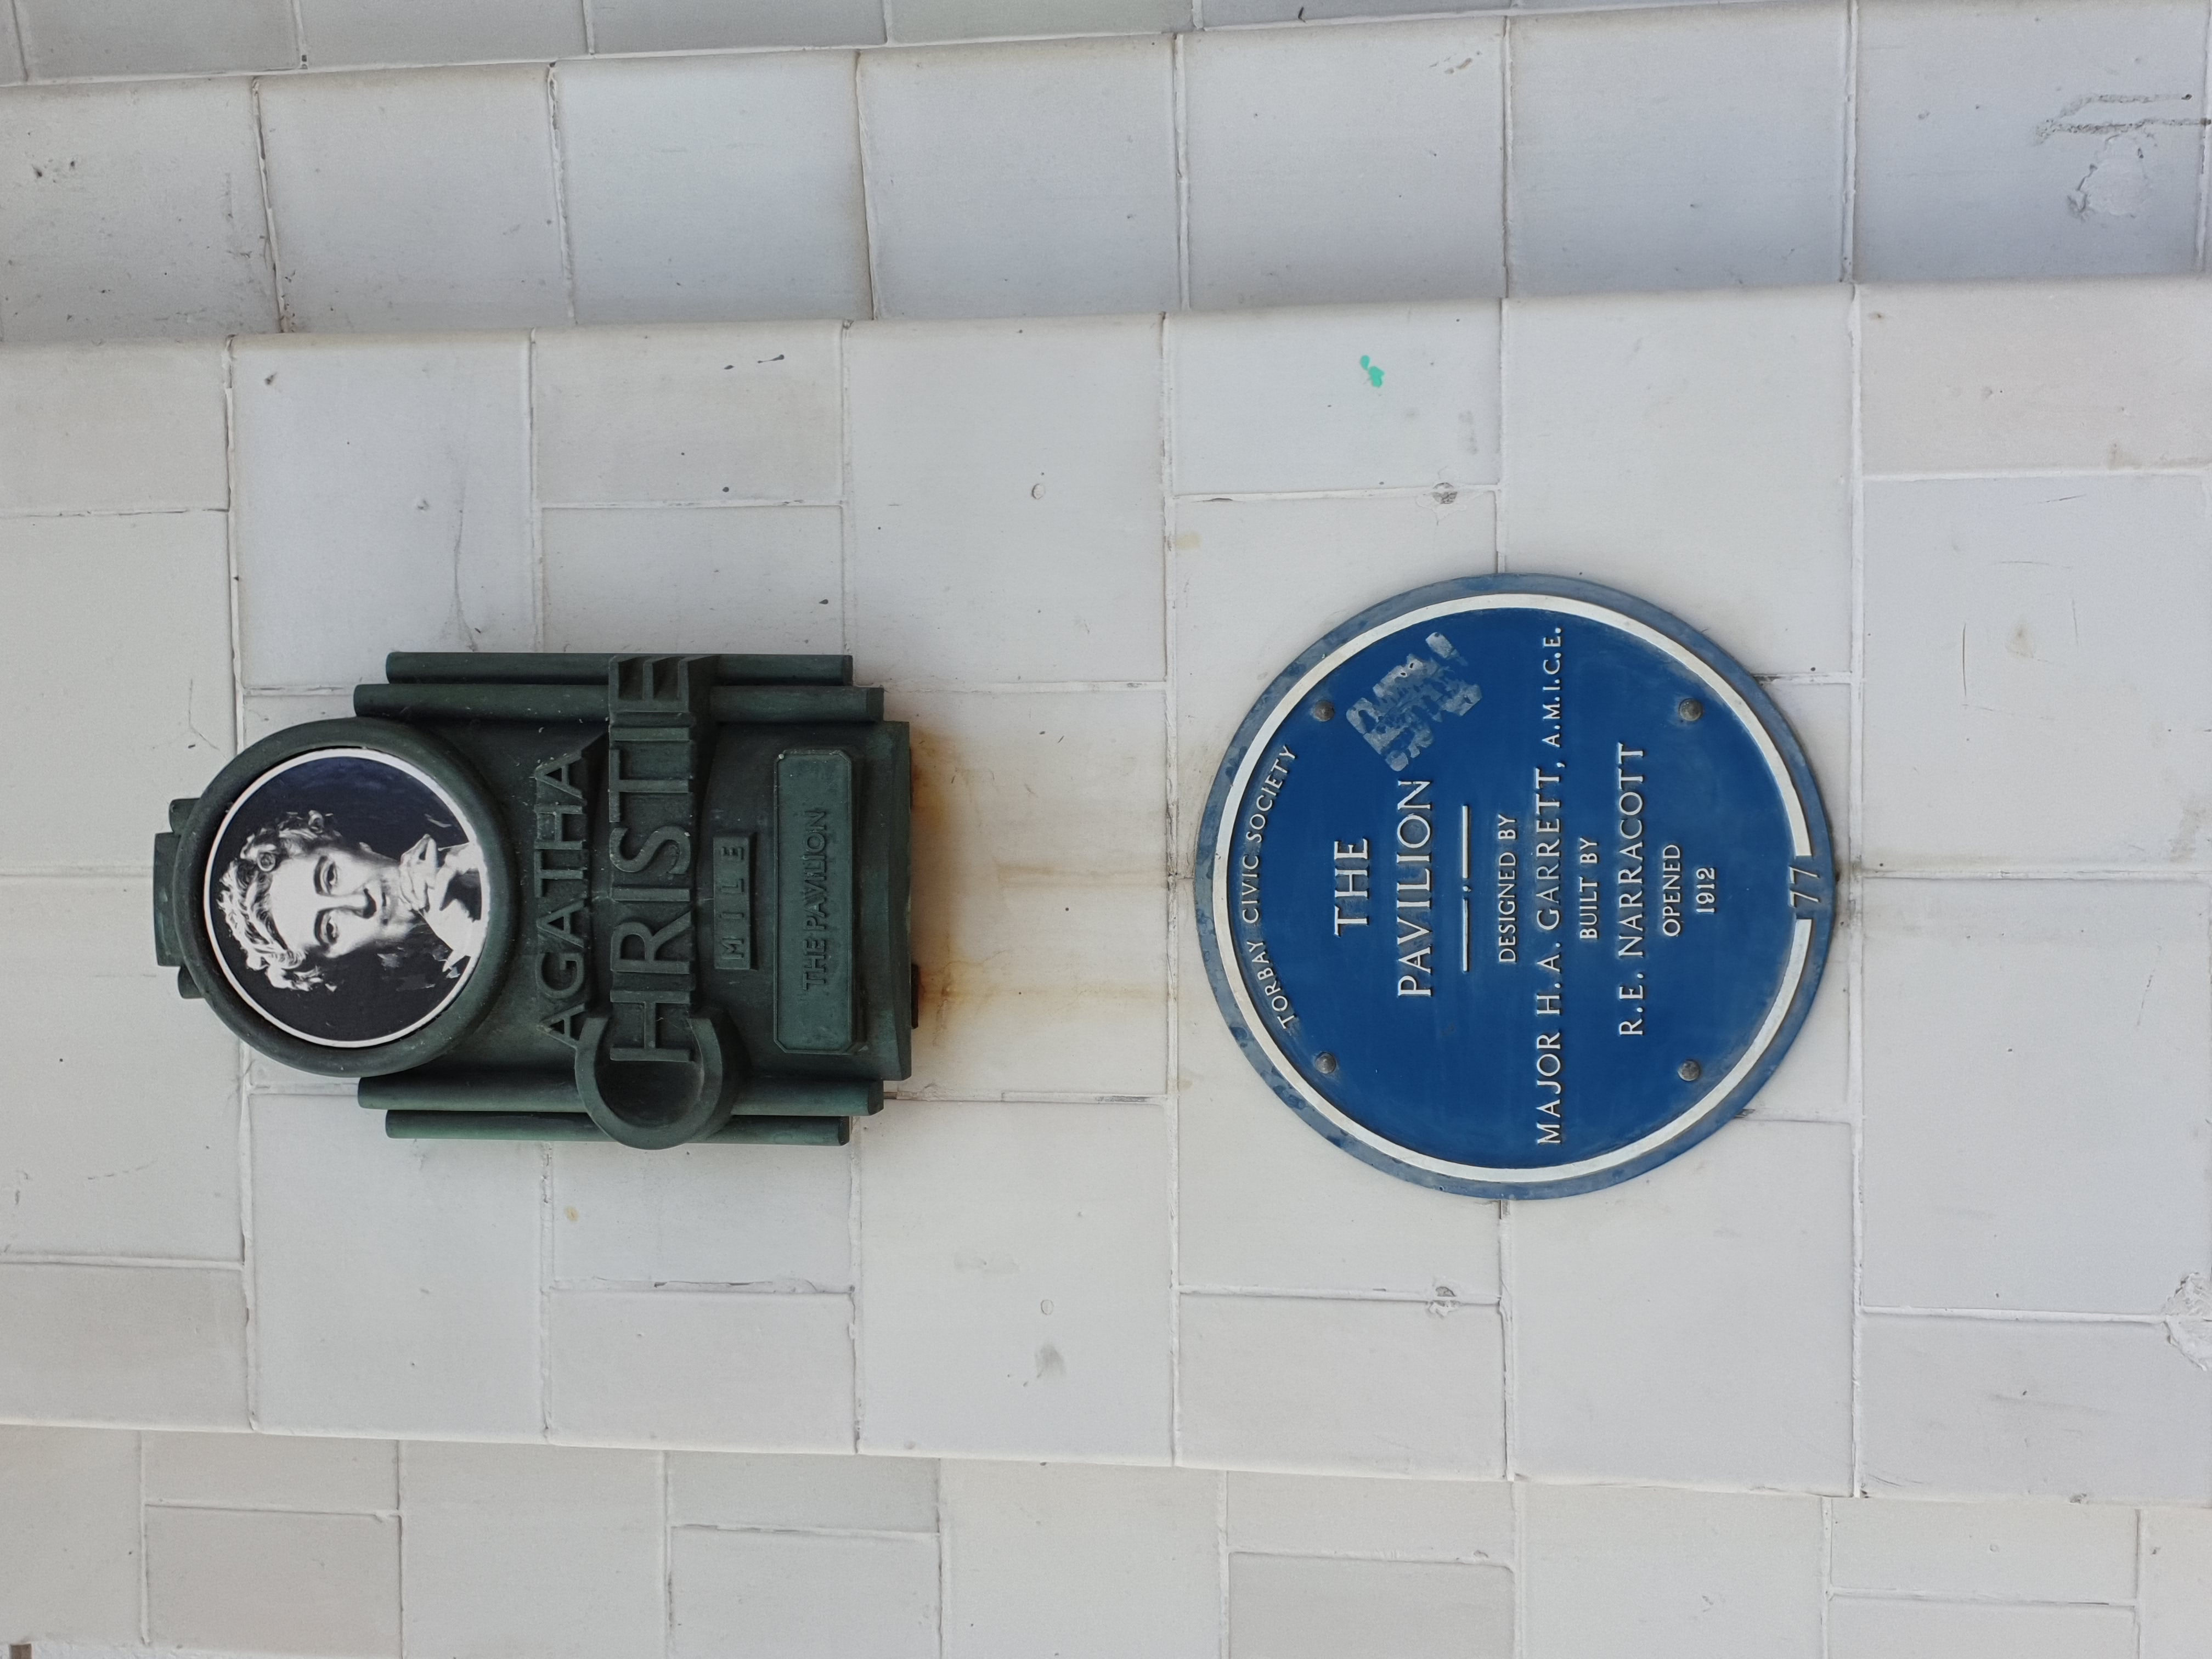 AGATHA
CHRISTIE
MILE
THE PAVILION
TORBAY CIVIC SOCIETY
THE
PAVILION
DESIGNED BY
MAJOR H.A. GARRETT, A.M.I.C.E.
BUILT BY
R.E. NARRACOTT
OPENED
1912
77